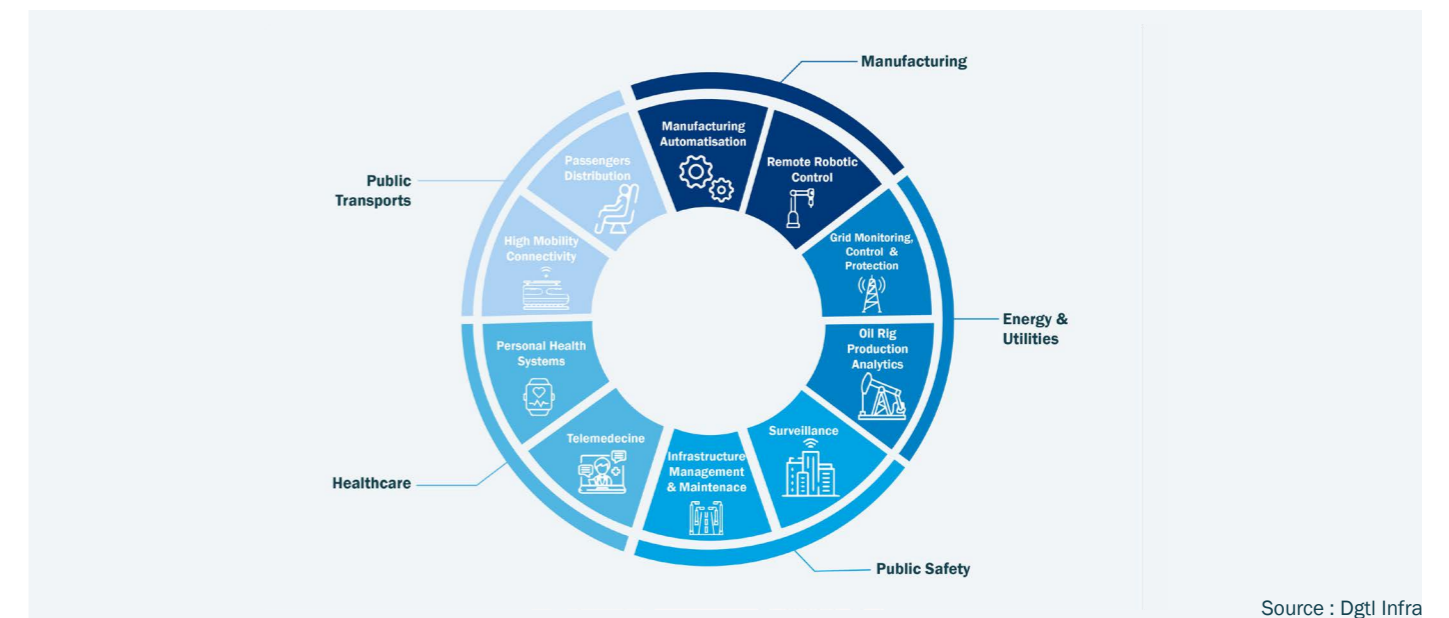 Manufacturing
Manufacturing
Automatisation
Remote Robotic
Control
Passengers
Distribution
Public
Transports
High Mobility
Connectivity
Grid Monitoring,
Control &
Protection
Energy &
Utilities
Oil Rig
Production
Analytics
Personal Health
Systems
Surveillance
Telemedecine
Infrastructure
Management
& Maintenace
Healthcare
Public Safety
Source : Dgtl Infra